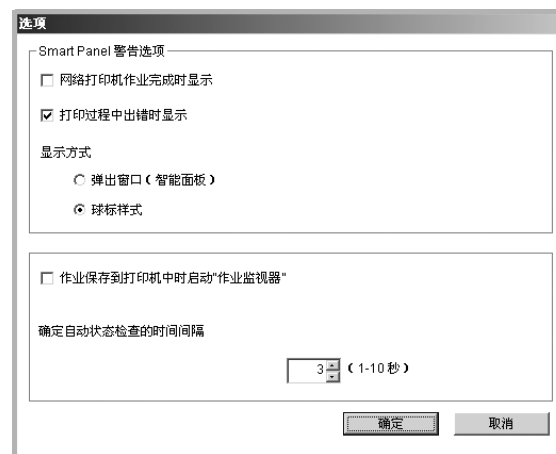 选项
Smart Panel 警告选项
网络打印机作业完成时显示
打印过程中出错时显示
显示方式
弹出窗口(智能面板)
球标样式
作业保存到打印机中时启动"作业监视器"
确定自动状态检查的时间间隔
3 (1-10 秒)
确定 取消